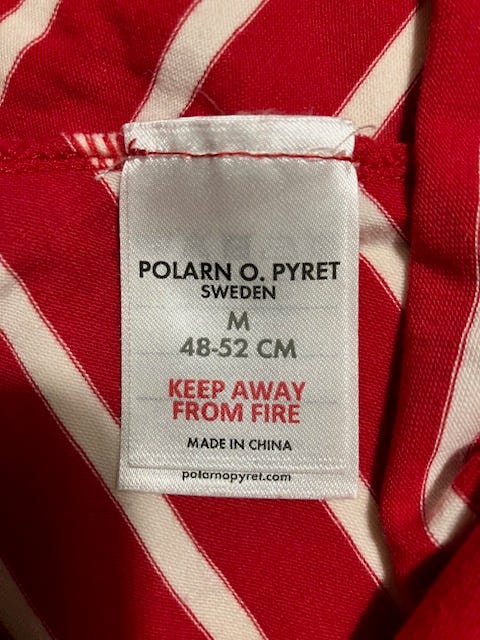 POLARN O. PYRET
SWEDEN
M
48-52 CM
KEEP AWAY
FROM FIRE
MADE IN CHINA
polarnopyret.com